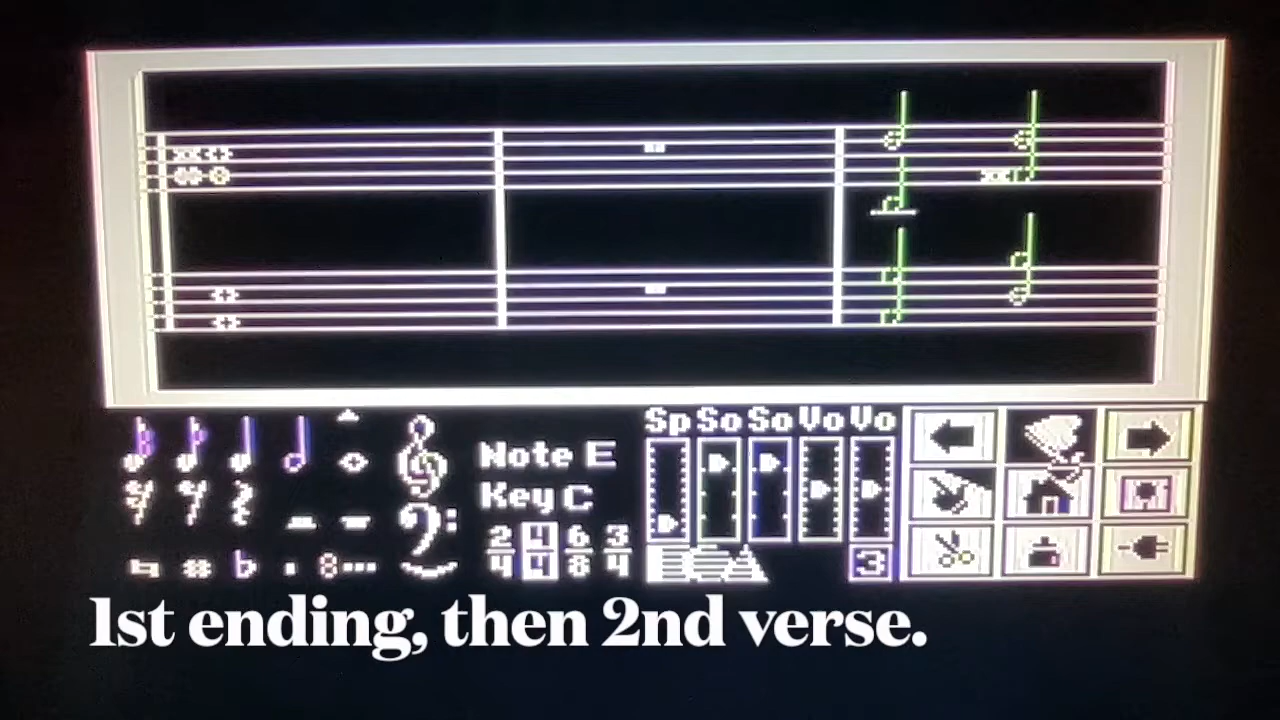 Sp So So Vo Vo
Note E
Key C
2/4 4/4 6/8 3/4
8...
3
1st ending, then 2nd verse.